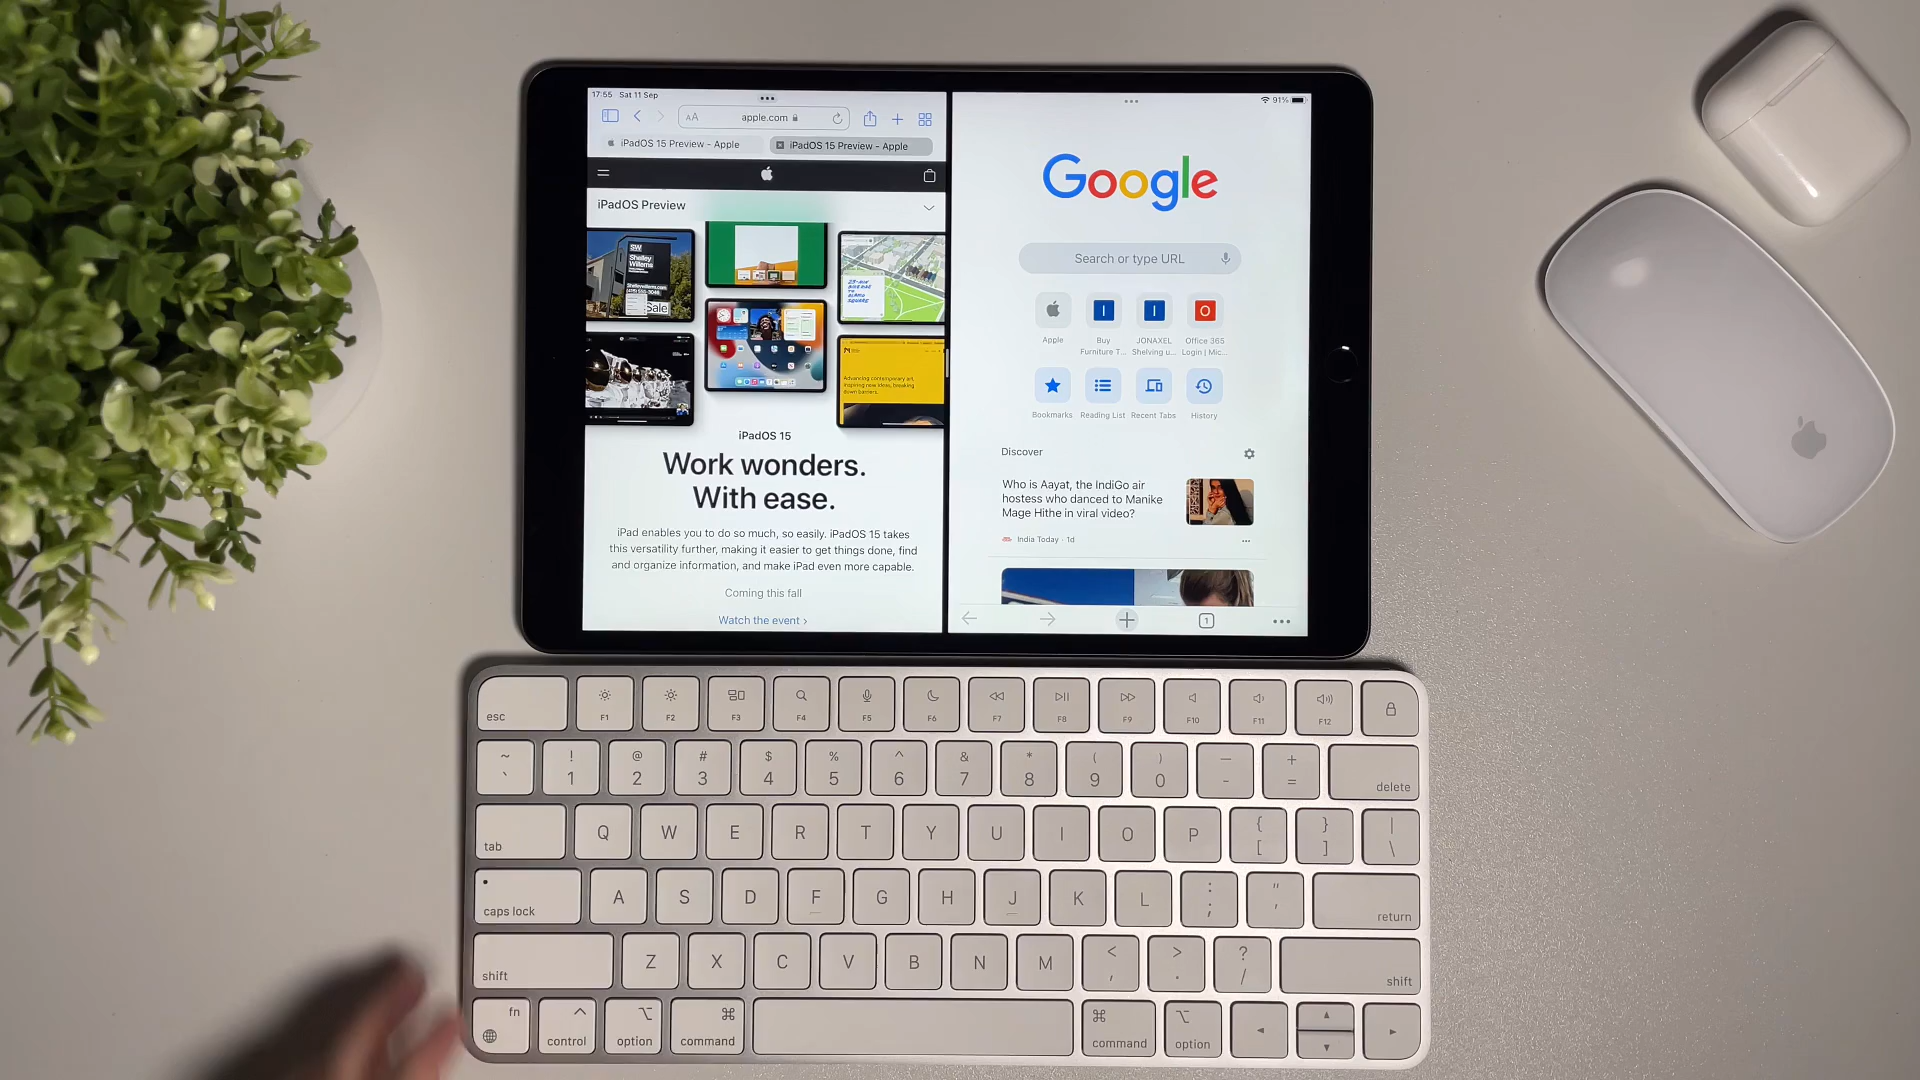 17:55 Sat 11 Sep
AA apple.com
iPadOS 15 Preview - Apple
iPadOS 15 Preview - Apple
iPadOS Preview
SW
Shelley
Willems
Sale
iPadOS 15
Work wonders.
With ease.
iPad enables you to do so much, so easily. iPadOS 15 takes
this versatility further, making it easier to get things done, find
and organize information, and make iPad even more capable.
Coming this fall
Watch the event ›
91%
Google
Search or type URL
I
I
O
Apple
Buy
Furniture T...
JONAXEL
Shelving u...
Office 365
Login | Mic...
Bookmarks
Reading List
Recent Tabs
History
Discover
Who is Aayat, the IndiGo air
hostess who danced to Manike
Mage Hithe in viral video?
India Today · 1d
1
esc F1 F2 F3 F4 F5 F6 F7 F8 F9 F10 F11 F12
~ ! @ # $ % ^ & * ( ) — +
` 1 2 3 4 5 6 7 8 9 0 - = delete
tab Q W E R T Y U I O P { [ } ] | \
caps lock A S D F G H J K L : ; " ' return
shift Z X C V B N M < , > . ? / shift
fn control option command command option